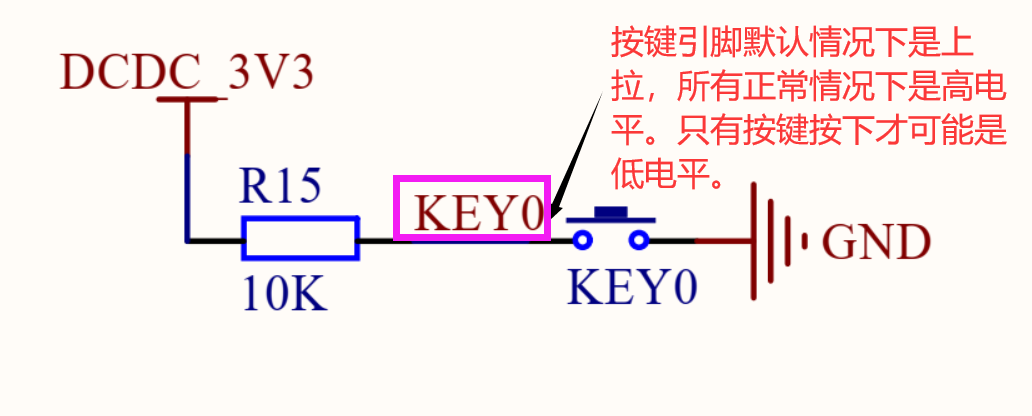 按键引脚默认情况下是上
拉，所有正常情况下是高电
平。只有按键按下才可能是
低电平。
DCDC_3V3
R15
KEY0
10K
KEY0
GND